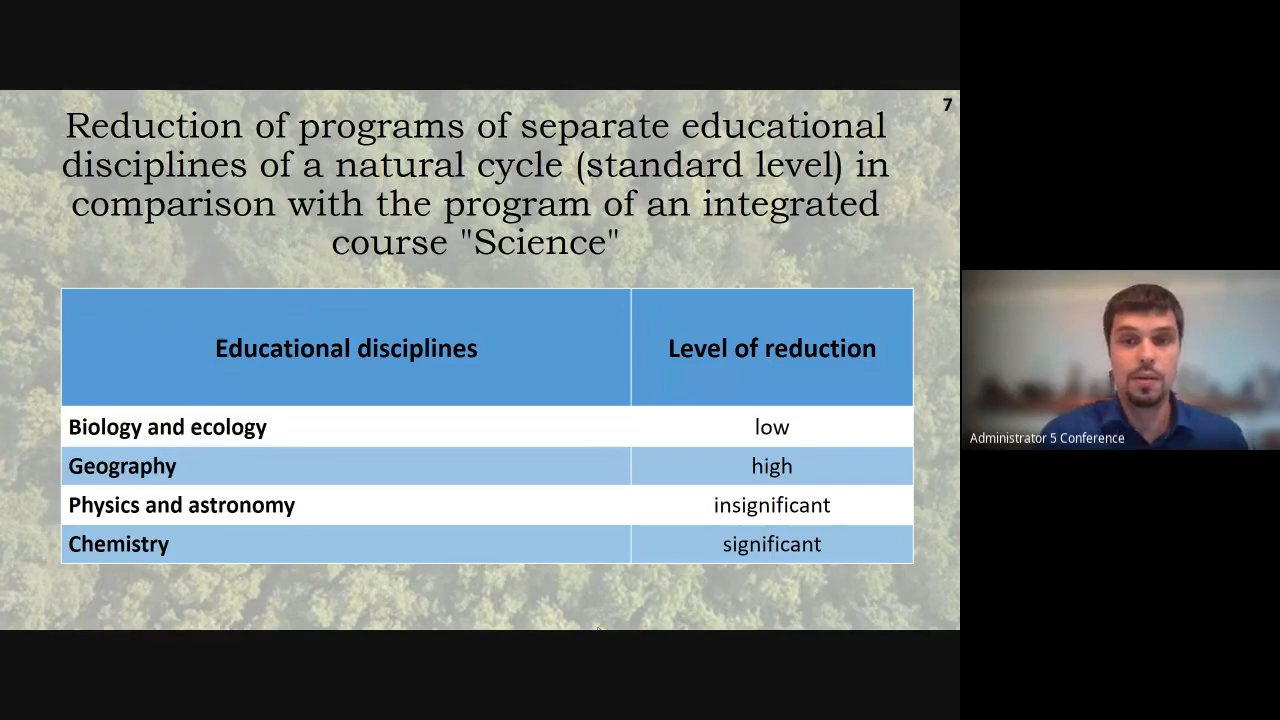 7
Reduction of programs of separate educational
disciplines of a natural cycle (standard level) in
comparison with the program of an integrated
course "Science"
Educational disciplines Level of reduction
Biology and ecology low
Geography high
Physics and astronomy insignificant
Chemistry significant
Administrator 5 Conference